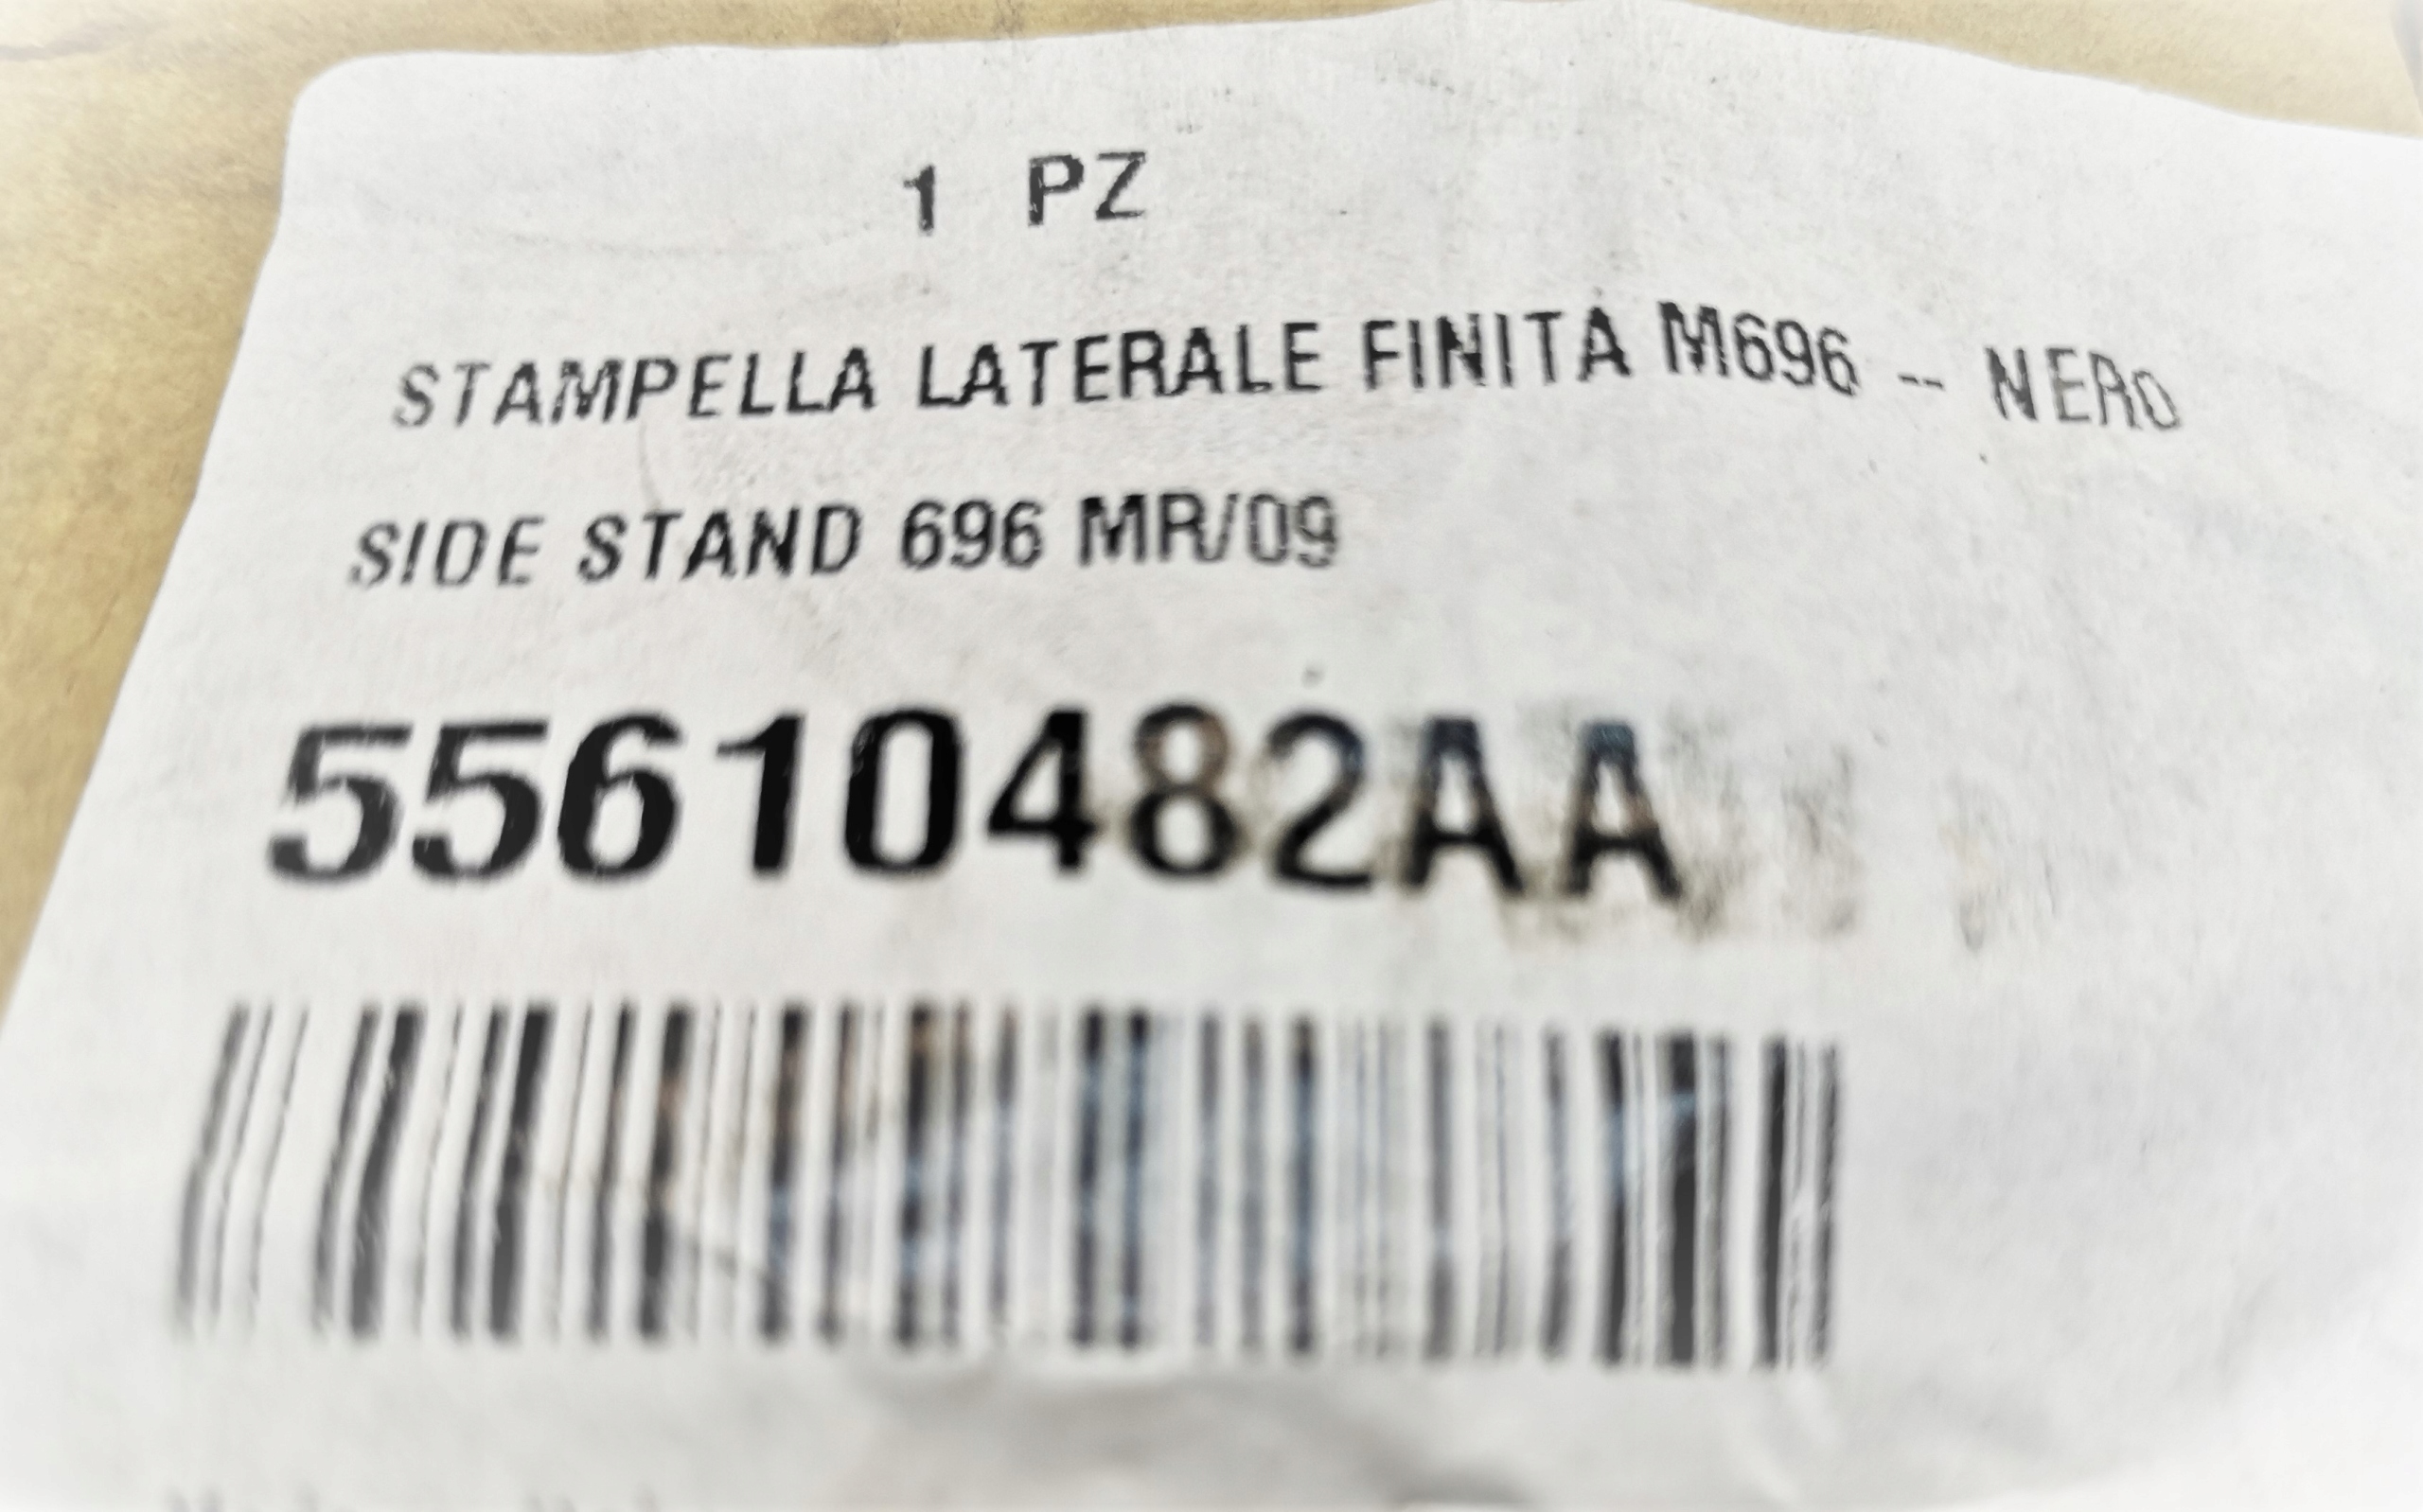 1 PZ
STAMPELLA LATERALE FINITA M696 -- NERO
SIDE STAND 696 MR/09
55610482AA